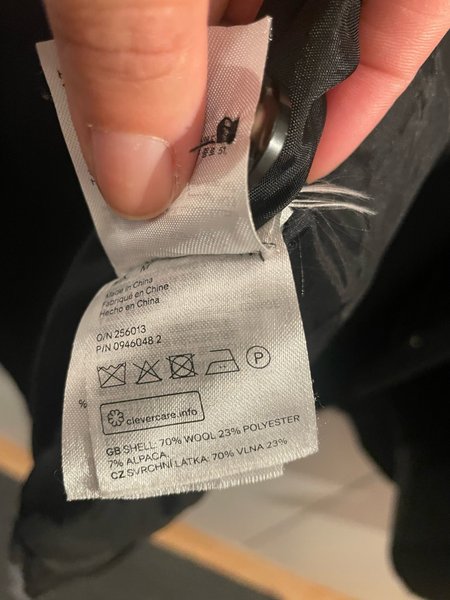 M
Made in China
Fabriqué en Chine
Hecho en China
O/N 256013
P/N 0946048 2
P
%
clevercare.info
GB SHELL: 70% WOOL 23% POLYESTER
7% ALPACA.
CZ SVRCHNÍ LÁTKA: 70% VLNA 23%